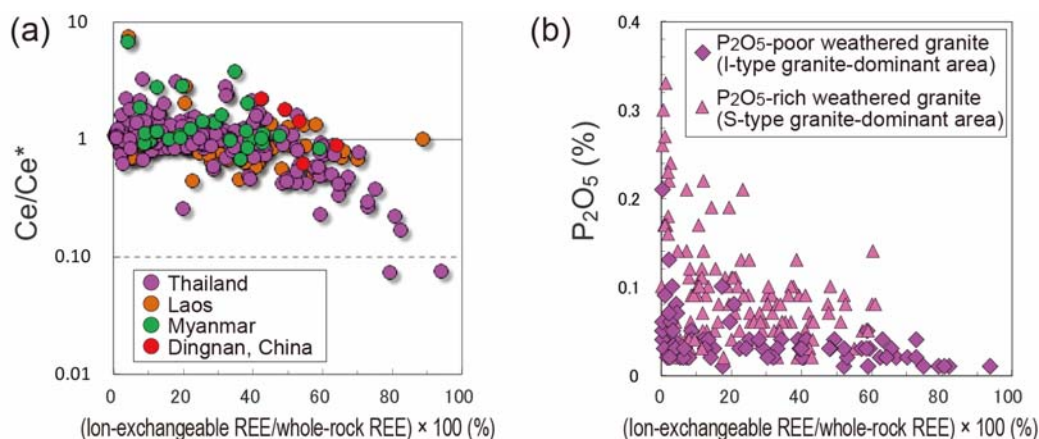 (a)
10
1
0.10
0.01
Ce/Ce*
Thailand
Laos
Myanmar
Dingnan, China
0 20 40 60 80 100
(Ion-exchangeable REE/whole-rock REE) × 100 (%)
(b)
0.4
0.3
0.2
0.1
0
P₂O₅ (%)
P₂O₅-poor weathered granite
(I-type granite-dominant area)
P₂O₅-rich weathered granite
(S-type granite-dominant area)
0 20 40 60 80 100
(Ion-exchangeable REE/whole-rock REE) × 100 (%)